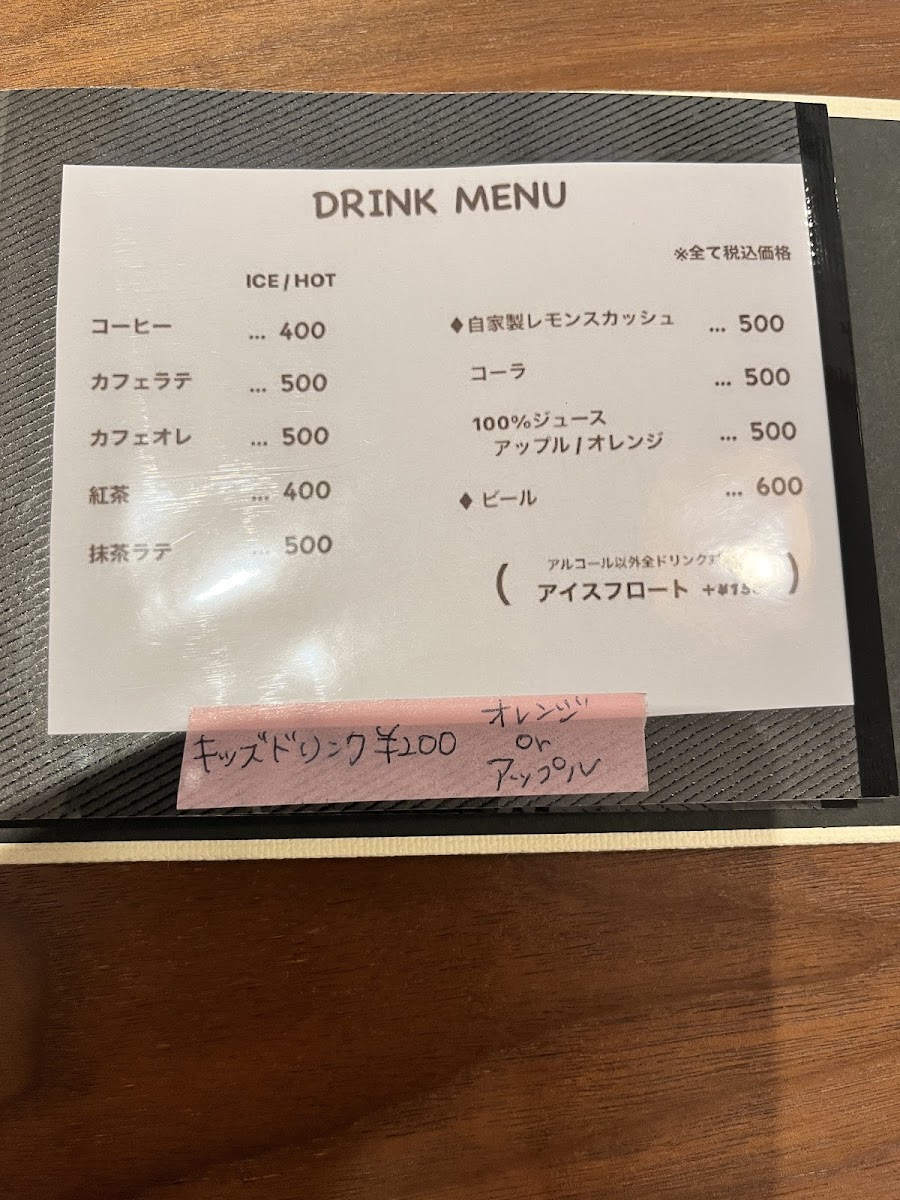 DRINK MENU
※全て税込価格
ICE / HOT
コーヒー ... 400
カフェラテ ... 500
カフェオレ ... 500
紅茶 ... 400
抹茶ラテ ... 500
♦自家製レモンスカッシュ ... 500
コーラ ... 500
100%ジュース
アップル / オレンジ ... 500
♦ ビール ... 600
( アルコール以外全ドリンク )
アイスフロート
キッズドリンク ¥200
オレンジ
or
アップル